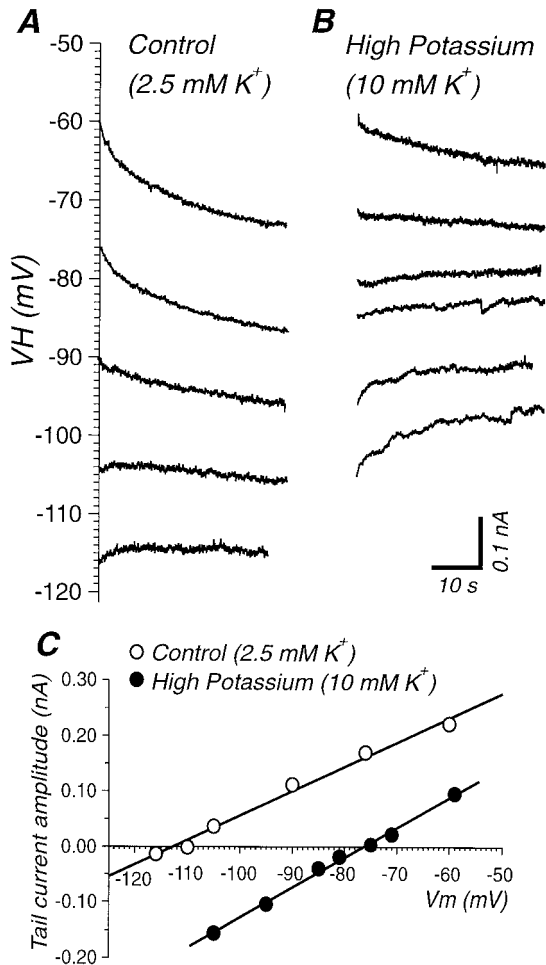 A
Control
(2.5 mM K+)
B
High Potassium
(10 mM K+)
VH (mV)
-50
-60
-70
-80
-90
-100
-110
-120
0.1 nA
10 s
C
Control (2.5 mM K+)
High Potassium (10 mM K+)
Tail current amplitude (nA)
0.30
0.20
0.10
0.00
-0.10
-0.20
-120
-110
-100
-90
-80
-70
-60
-50
Vm (mV)